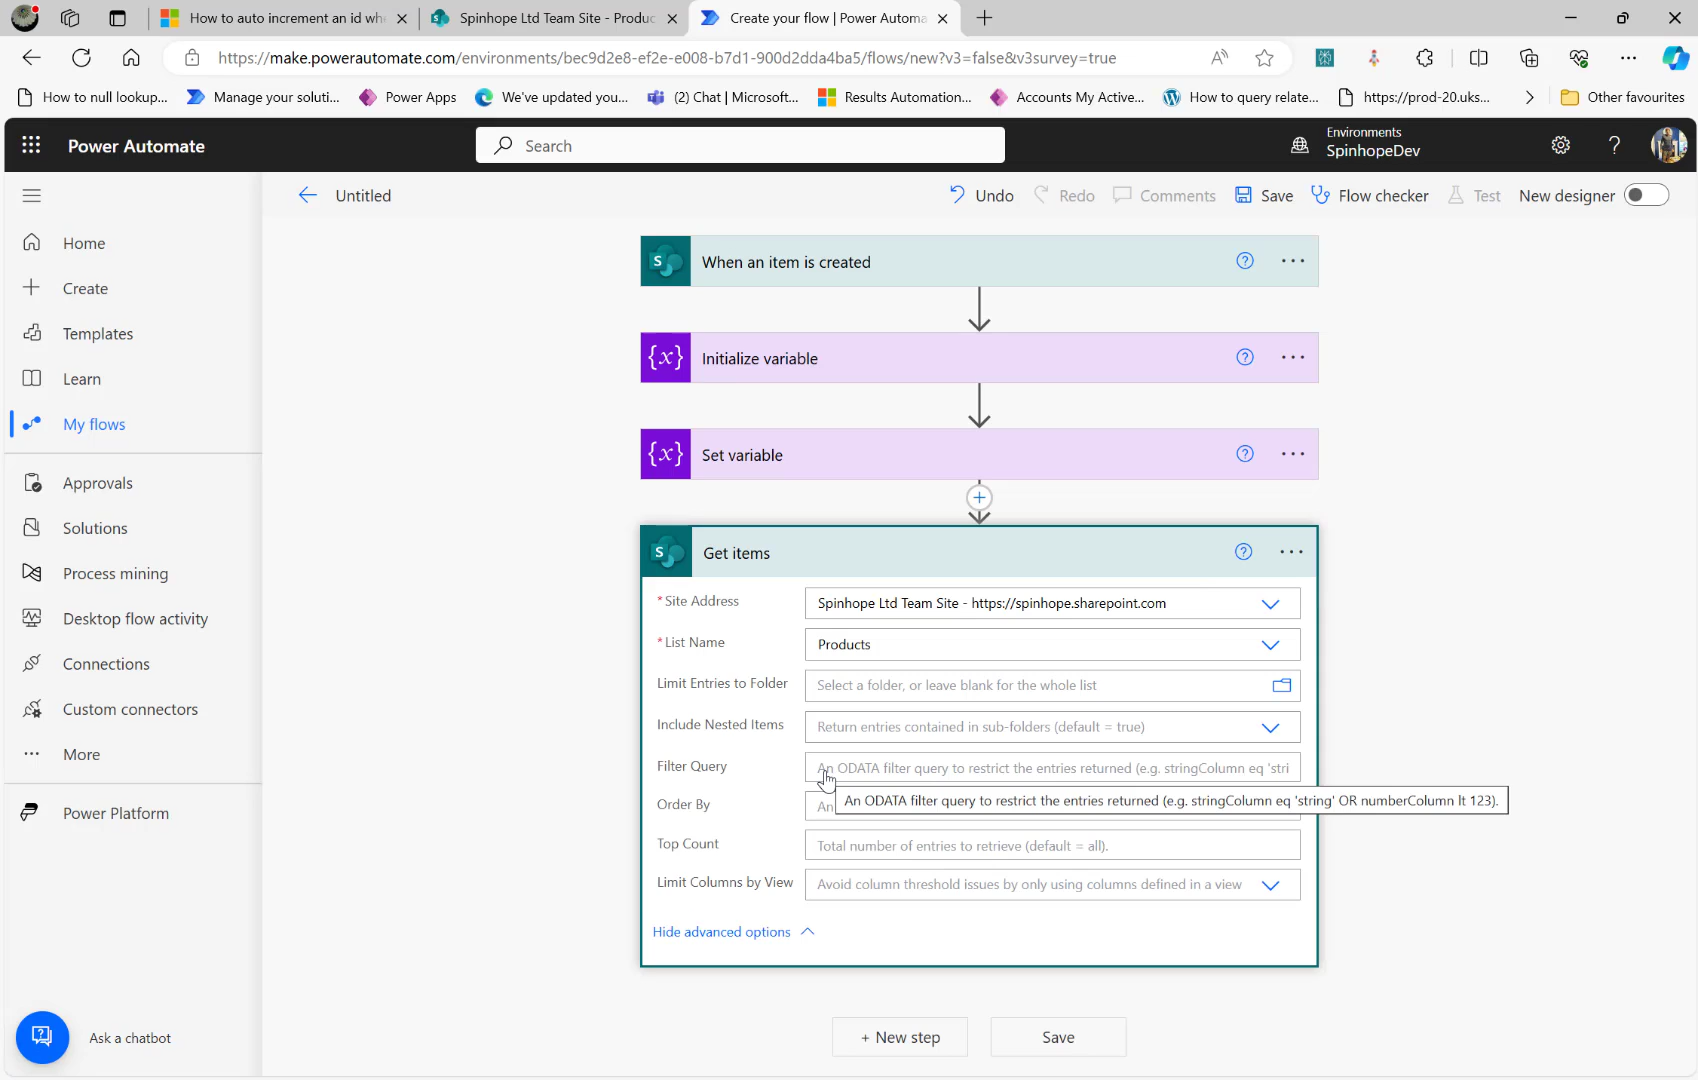 How to auto increment an id whe
Spinhope Ltd Team Site - Produc
Create your flow | Power Automa
https://make.powerautomate.com/environments/bec9d2e8-ef2e-e008-b7d1-900d2dda4ba5/flows/new?v3=false&v3survey=true
How to null lookup...
Manage your soluti...
Power Apps
We've updated you...
(2) Chat | Microsoft...
Results Automation...
Accounts My Active...
How to query relate...
https://prod-20.uks...
Other favourites
Power Automate
Search
Environments
SpinhopeDev
Untitled
Undo
Redo
Comments
Save
Flow checker
Test
New designer
Home
Create
Templates
Learn
My flows
Approvals
Solutions
Process mining
Desktop flow activity
Connections
Custom connectors
More
Power Platform
Ask a chatbot
When an item is created
Initialize variable
Set variable
Get items
* Site Address
Spinhope Ltd Team Site - https://spinhope.sharepoint.com
* List Name
Products
Limit Entries to Folder
Select a folder, or leave blank for the whole list
Include Nested Items
Return entries contained in sub-folders (default = true)
Filter Query
An ODATA filter query to restrict the entries returned (e.g. stringColumn eq 'stri
An ODATA filter query to restrict the entries returned (e.g. stringColumn eq 'string' OR numberColumn lt 123).
Order By
An
Top Count
Total number of entries to retrieve (default = all).
Limit Columns by View
Avoid column threshold issues by only using columns defined in a view
Hide advanced options
+ New step
Save